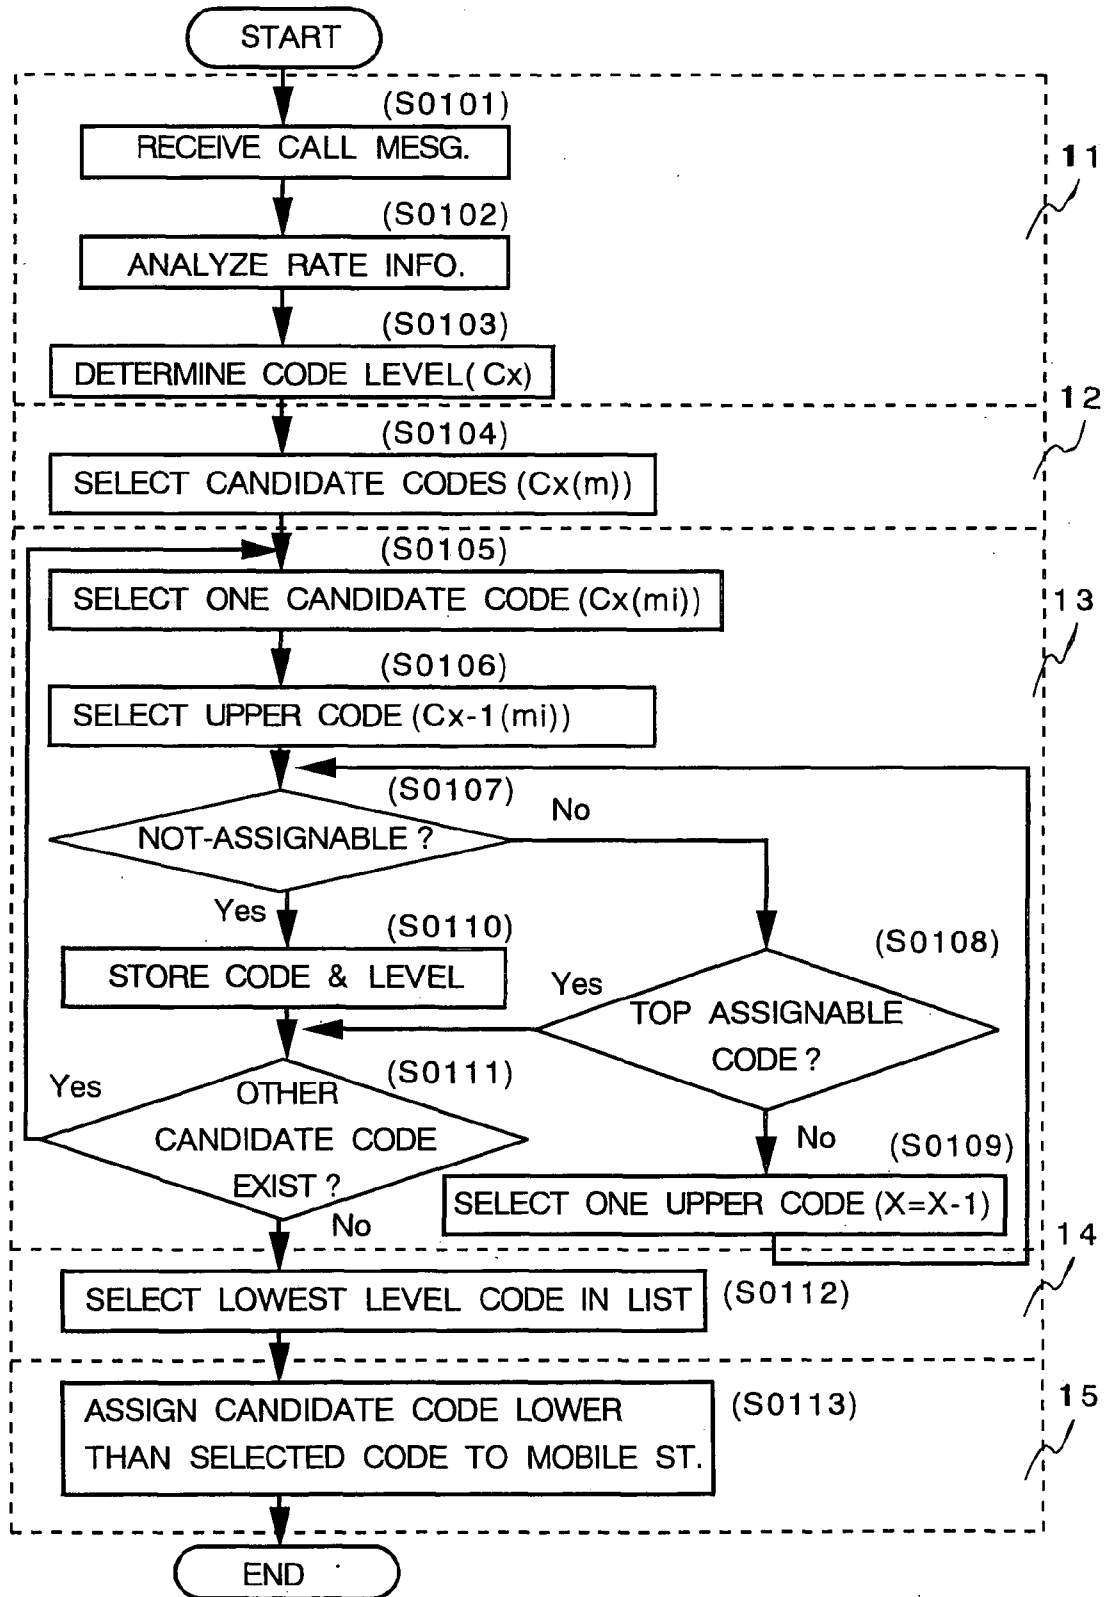 START
(S0101)
RECEIVE CALL MESG.
11
(S0102)
ANALYZE RATE INFO.
(S0103)
DETERMINE CODE LEVEL(Cx)
12
(S0104)
SELECT CANDIDATE CODES (Cx(m))
(S0105)
SELECT ONE CANDIDATE CODE (Cx(mi))
13
(S0106)
SELECT UPPER CODE (Cx-1(mi))
(S0107)
No
NOT-ASSIGNABLE ?
Yes
(S0110)
STORE CODE & LEVEL
(S0108)
Yes
TOP ASSIGNABLE
CODE ?
(S0111)
Yes
OTHER
CANDIDATE CODE
EXIST ?
No
No
(S0109)
SELECT ONE UPPER CODE (X=X-1)
14
SELECT LOWEST LEVEL CODE IN LIST
(S0112)
ASSIGN CANDIDATE CODE LOWER
THAN SELECTED CODE TO MOBILE ST.
(S0113)
15
END